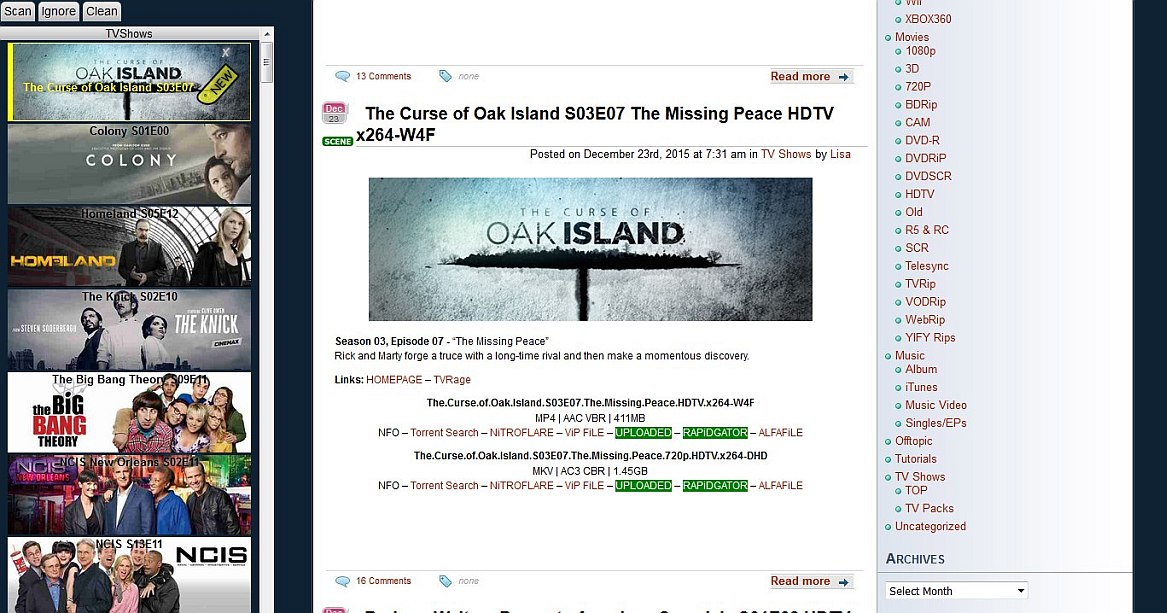 Scan Ignore Clean
TVShows
x
THE CURSE OF
OAK ISLAND
NEW
The Curse of Oak Island S03E07
Colony S01E00
COLONY
Homeland S05E12
HOMELAND
The Knick S02E10
STEVEN SODERBERGH
CLIVE OWEN
THE KNICK
CINEMAX
The Big Bang Theory S09E11
the BiG
BANG
THEORY
NCIS New Orleans S02E11
NCIS
NEW ORLEANS
NCIS S13E11
NCIS
13 Comments none Read more
Dec
23
SCENE
The Curse of Oak Island S03E07 The Missing Peace HDTV
x264-W4F
Posted on December 23rd, 2015 at 7:31 am in TV Shows by Lisa
THE CURSE OF
OAK ISLAND
Season 03, Episode 07 - “The Missing Peace”
Rick and Marty forge a truce with a long-time rival and then make a momentous discovery.
Links: HOMEPAGE – TVRage
The.Curse.of.Oak.Island.S03E07.The.Missing.Peace.HDTV.x264-W4F
MP4 | AAC VBR | 411MB
NFO – Torrent Search – NiTROFLARE – ViP FiLE – UPLOADED – RAPiDGATOR – ALFAFiLE
The.Curse.of.Oak.Island.S03E07.The.Missing.Peace.720p.HDTV.x264-DHD
MKV | AC3 CBR | 1.45GB
NFO – Torrent Search – NiTROFLARE – ViP FiLE – UPLOADED – RAPiDGATOR – ALFAFiLE
16 Comments none Read more
Dec
Wii
XBOX360
Movies
1080p
3D
720P
BDRip
CAM
DVD-R
DVDRiP
DVDSCR
HDTV
Old
R5 & RC
SCR
Telesync
TVRip
VODRip
WebRip
YIFY Rips
Music
Album
iTunes
Music Video
Singles/EPs
Offtopic
Tutorials
TV Shows
TOP
TV Packs
Uncategorized
ARCHIVES
Select Month